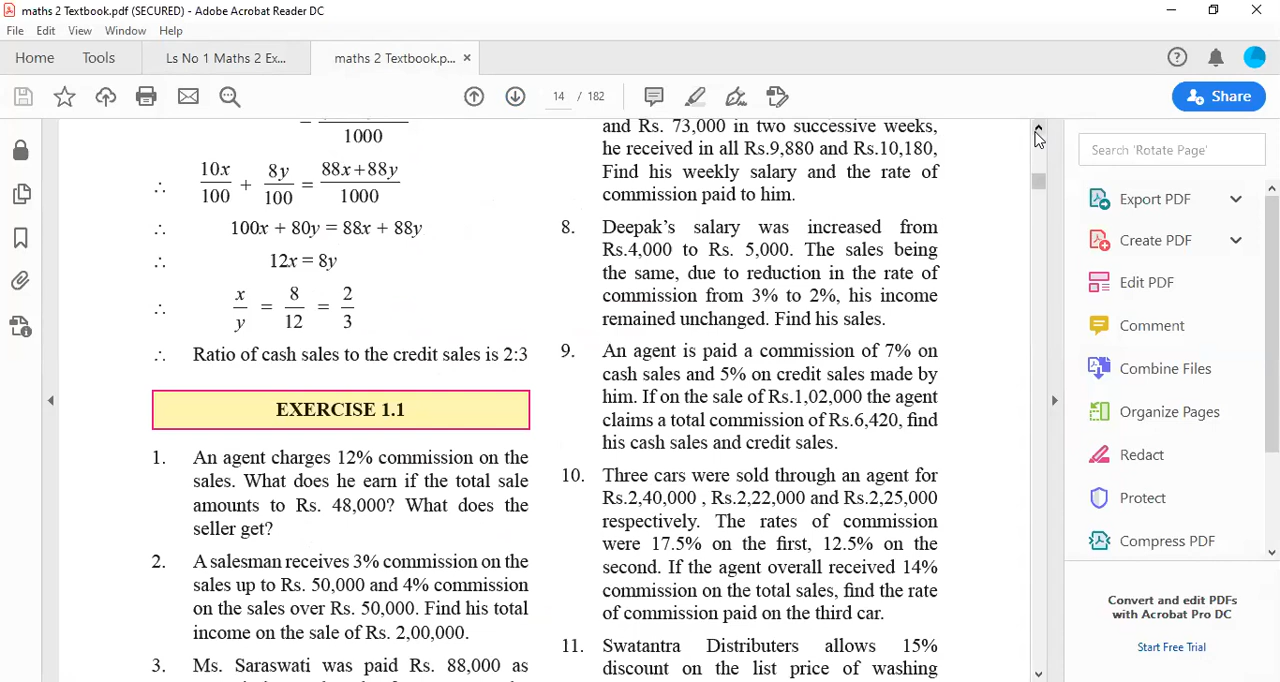 maths 2 Textbook.pdf (SECURED) - Adobe Acrobat Reader DC
File Edit View Window Help
Home Tools Ls No 1 Maths 2 Ex... maths 2 Textbook.p... ×
14 / 182
Share
1000
∴ 10x/100 + 8y/100 = 88x+88y/1000
∴ 100x + 80y = 88x + 88y
∴ 12x = 8y
∴ x/y = 8/12 = 2/3
∴ Ratio of cash sales to the credit sales is 2:3
EXERCISE 1.1
1. An agent charges 12% commission on the
sales. What does he earn if the total sale
amounts to Rs. 48,000? What does the
seller get?
2. A salesman receives 3% commission on the
sales up to Rs. 50,000 and 4% commission
on the sales over Rs. 50,000. Find his total
income on the sale of Rs. 2,00,000.
3. Ms. Saraswati was paid Rs. 88,000 as
and Rs. 73,000 in two successive weeks,
he received in all Rs.9,880 and Rs.10,180,
Find his weekly salary and the rate of
commission paid to him.
8. Deepak's salary was increased from
Rs.4,000 to Rs. 5,000. The sales being
the same, due to reduction in the rate of
commission from 3% to 2%, his income
remained unchanged. Find his sales.
9. An agent is paid a commission of 7% on
cash sales and 5% on credit sales made by
him. If on the sale of Rs.1,02,000 the agent
claims a total commission of Rs.6,420, find
his cash sales and credit sales.
10. Three cars were sold through an agent for
Rs.2,40,000 , Rs.2,22,000 and Rs.2,25,000
respectively. The rates of commission
were 17.5% on the first, 12.5% on the
second. If the agent overall received 14%
commission on the total sales, find the rate
of commission paid on the third car.
11. Swatantra Distributers allows 15%
discount on the list price of washing
Search 'Rotate Page'
Export PDF
Create PDF
Edit PDF
Comment
Combine Files
Organize Pages
Redact
Protect
Compress PDF
Convert and edit PDFs
with Acrobat Pro DC
Start Free Trial